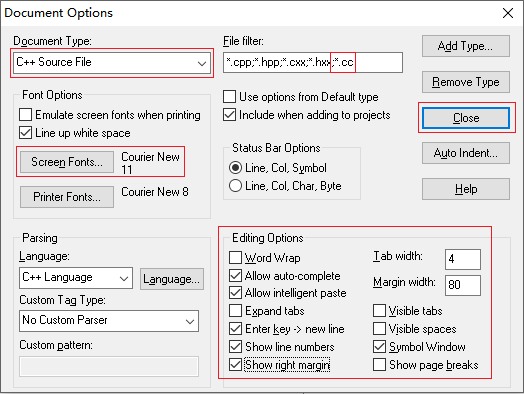 Document Options
Document Type:
C++ Source File
File filter:
*.cpp;*.hpp;*.cxx;*.hxx;*.cc
Add Type...
Remove Type
Close
Auto Indent...
Help
Font Options
Emulate screen fonts when printing
Line up white space
Screen Fonts...
Courier New
11
Printer Fonts...
Courier New 8
Use options from Default type
Include when adding to projects
Status Bar Options
Line, Col, Symbol
Line, Col, Char, Byte
Parsing
Language:
C++ Language
Language...
Custom Tag Type:
No Custom Parser
Custom pattern:
Editing Options
Word Wrap
Allow auto-complete
Allow intelligent paste
Expand tabs
Enter key -> new line
Show line numbers
Show right margin
Tab width:
4
Margin width:
80
Visible tabs
Visible spaces
Symbol Window
Show page breaks